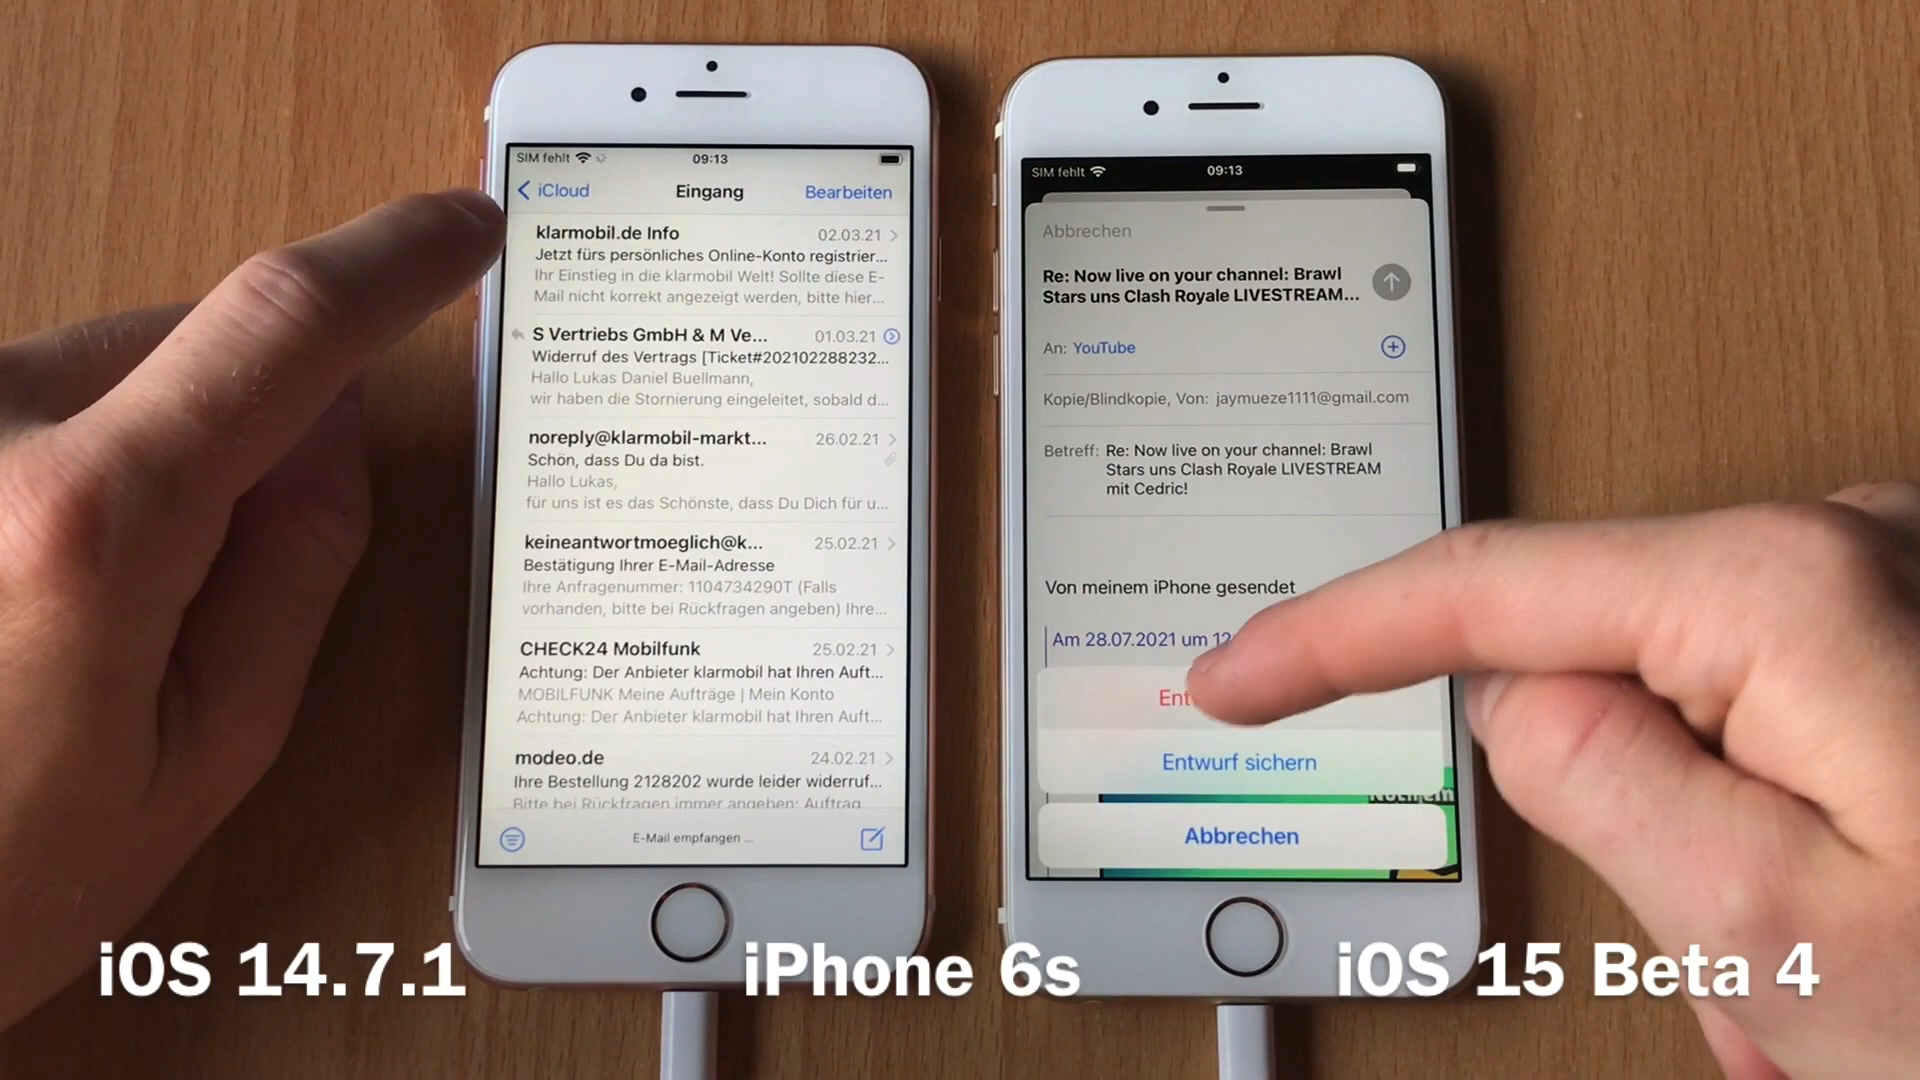 SIM fehlt
09:13
iCloud
Eingang
Bearbeiten
klarmobil.de Info
02.03.21
Jetzt fürs persönliches Online-Konto registrier...
Ihr Einstieg in die klarmobil Welt! Sollte diese E-
Mail nicht korrekt angezeigt werden, bitte hier...
S Vertriebs GmbH & M Ve...
01.03.21
Widerruf des Vertrags [Ticket#202102288232...
Hallo Lukas Daniel Buellmann,
wir haben die Stornierung eingeleitet, sobald d...
noreply@klarmobil-markt...
26.02.21
Schön, dass Du da bist.
Hallo Lukas,
für uns ist es das Schönste, dass Du Dich für u...
keineantwortmoeglich@k...
25.02.21
Bestätigung Ihrer E-Mail-Adresse
Ihre Anfragenummer: 1104734290T (Falls
vorhanden, bitte bei Rückfragen angeben) Ihre...
CHECK24 Mobilfunk
25.02.21
Achtung: Der Anbieter klarmobil hat Ihren Auft...
MOBILFUNK Meine Aufträge | Mein Konto
Achtung: Der Anbieter klarmobil hat Ihren Auft...
modeo.de
24.02.21
Ihre Bestellung 2128202 wurde leider widerruf...
Bitte bei Rückfragen immer angeben: Auftrag
E-Mail empfangen ...
SIM fehlt
09:13
Abbrechen
Re: Now live on your channel: Brawl
Stars uns Clash Royale LIVESTREAM...
An: YouTube
Kopie/Blindkopie, Von: jaymueze1111@gmail.com
Betreff: Re: Now live on your channel: Brawl
Stars uns Clash Royale LIVESTREAM
mit Cedric!
Von meinem iPhone gesendet
Am 28.07.2021 um 12
Ent
Entwurf sichern
Abbrechen
iOS 14.7.1
iPhone 6s
iOS 15 Beta 4